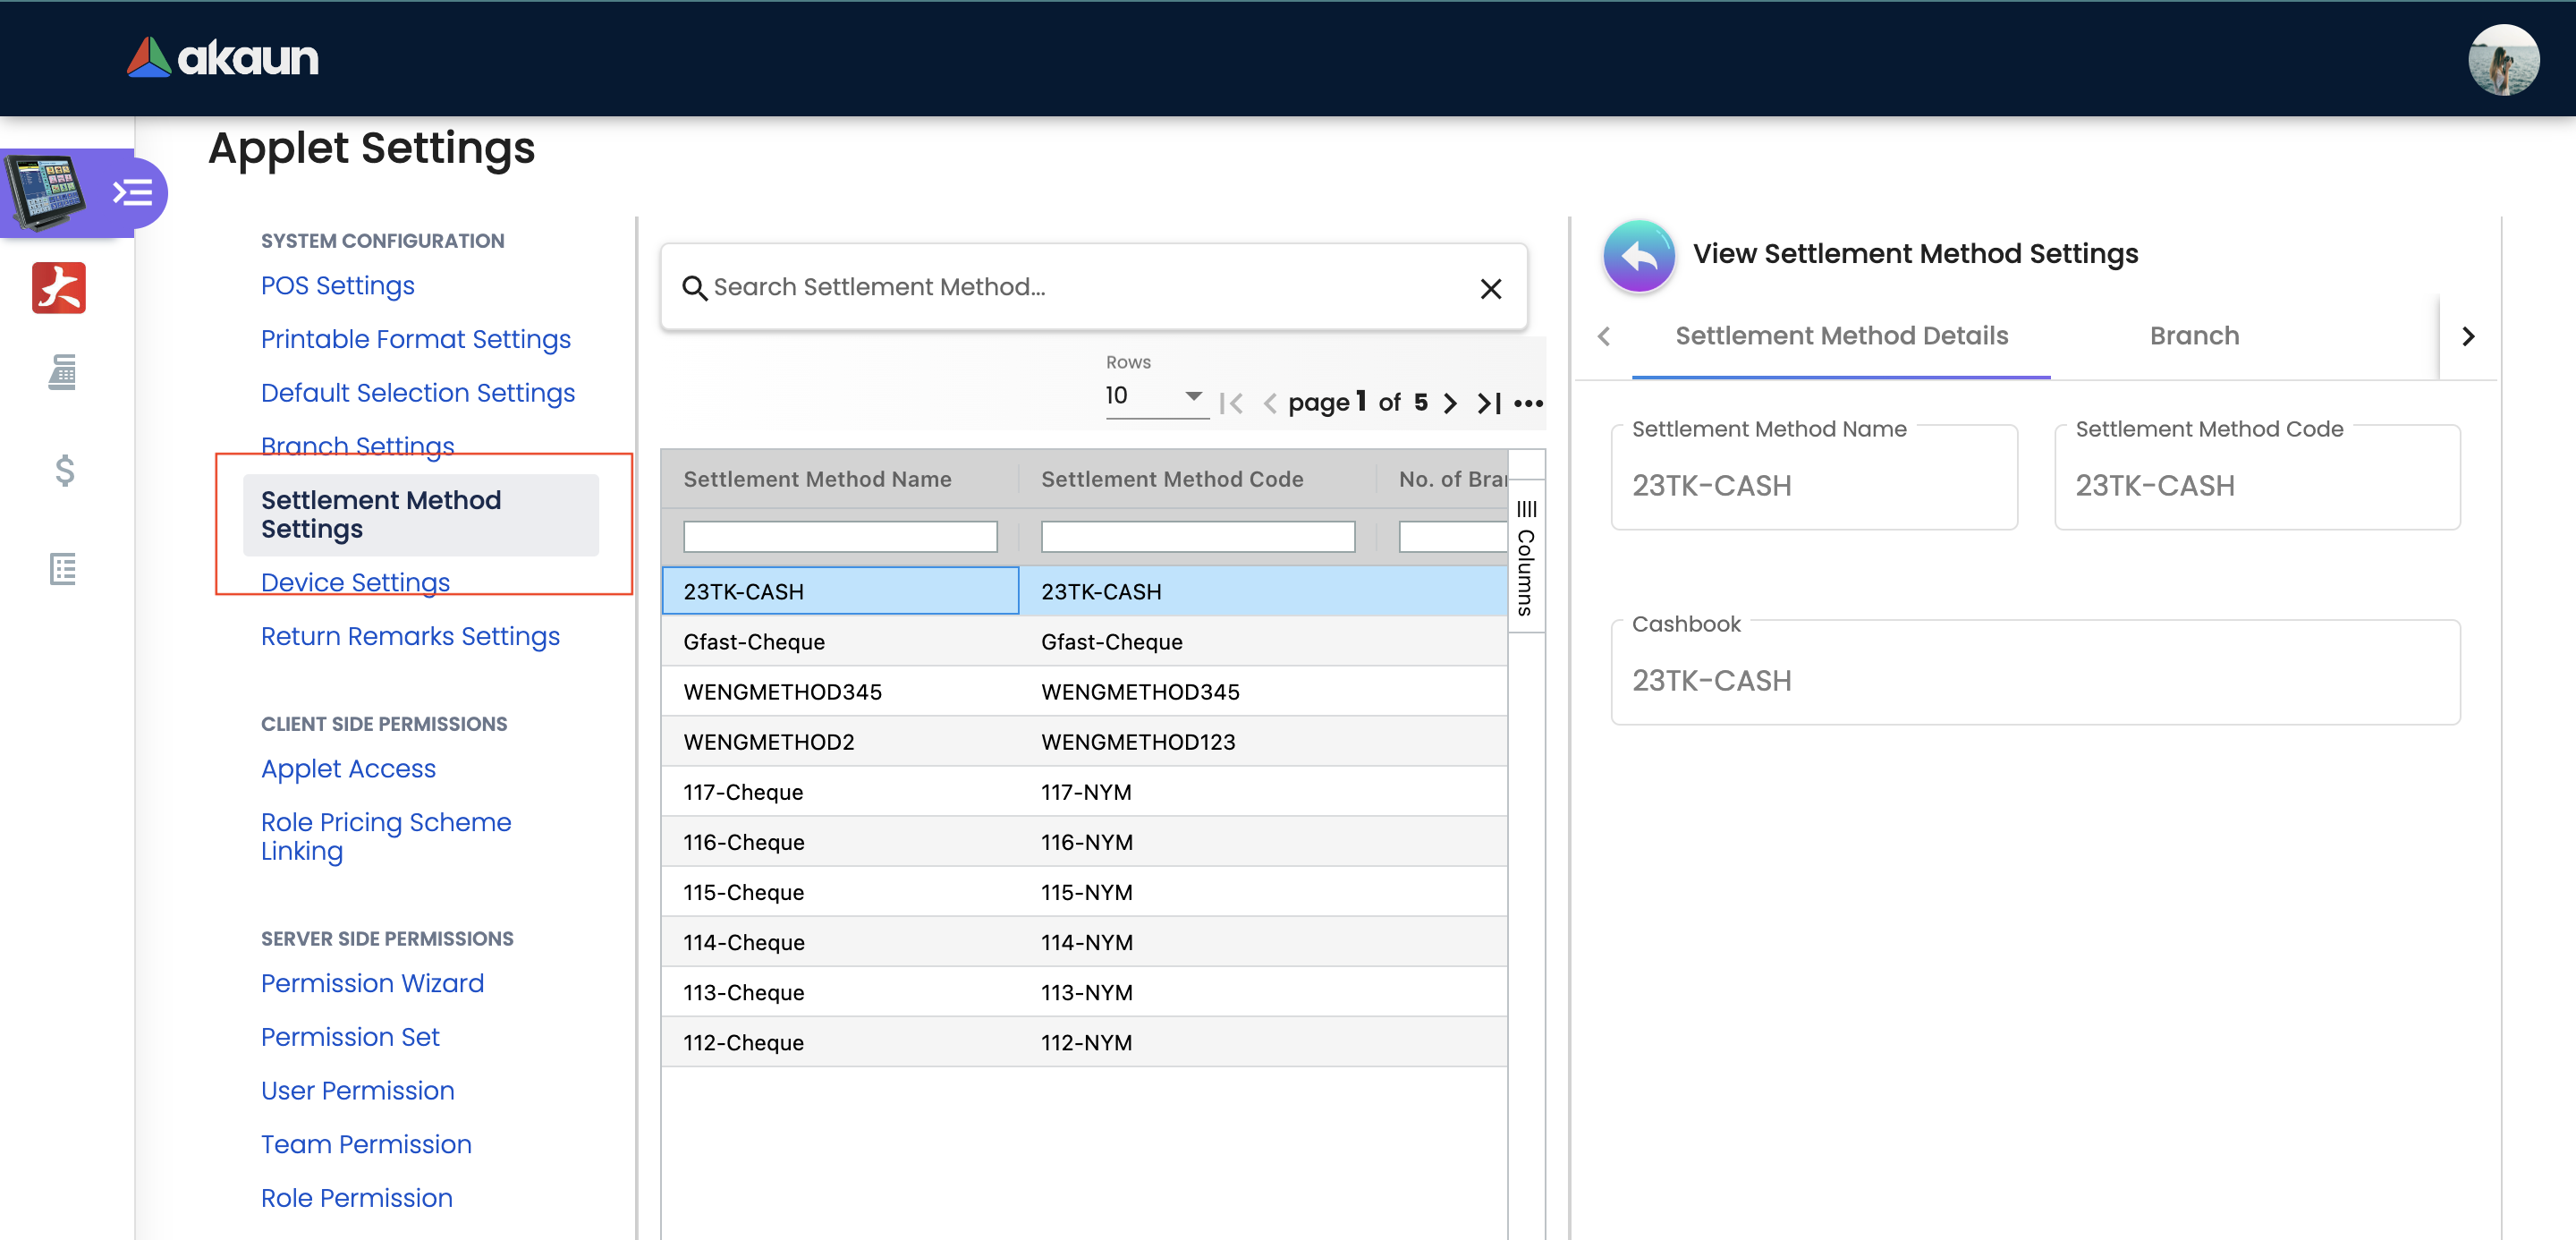 akaun
Applet Settings
SYSTEM CONFIGURATION
POS Settings
Printable Format Settings
Default Selection Settings
Branch Settings
Settlement Method
Settings
Device Settings
Return Remarks Settings
CLIENT SIDE PERMISSIONS
Applet Access
Role Pricing Scheme
Linking
SERVER SIDE PERMISSIONS
Permission Wizard
Permission Set
User Permission
Team Permission
Role Permission
Search Settlement Method...
Rows
10
page 1 of 5
Settlement Method Name Settlement Method Code No. of Bra
Columns
23TK-CASH 23TK-CASH
Gfast-Cheque Gfast-Cheque
WENGMETHOD345 WENGMETHOD345
WENGMETHOD2 WENGMETHOD123
117-Cheque 117-NYM
116-Cheque 116-NYM
115-Cheque 115-NYM
114-Cheque 114-NYM
113-Cheque 113-NYM
112-Cheque 112-NYM
View Settlement Method Settings
Settlement Method Details Branch
Settlement Method Name Settlement Method Code
23TK-CASH 23TK-CASH
Cashbook
23TK-CASH